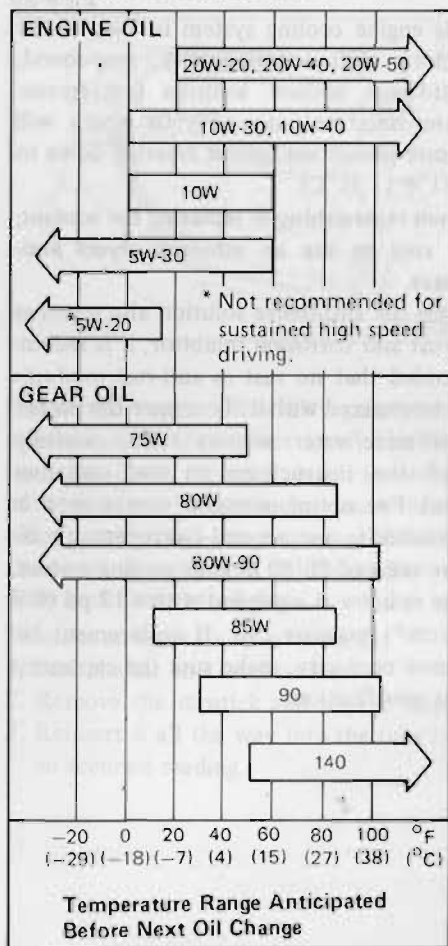 ENGINE OIL
20W-20, 20W-40, 20W-50
10W-30, 10W-40
10W
5W-30
5W-20
* Not recommended for
sustained high speed
driving.
GEAR OIL
75W
80W
80W-90
85W
90
140
-20 0 20 40 60 80 100 °F
(-29) (-18) (-7) (4) (15) (27) (38) (°C)
Temperature Range Anticipated
Before Next Oil Change